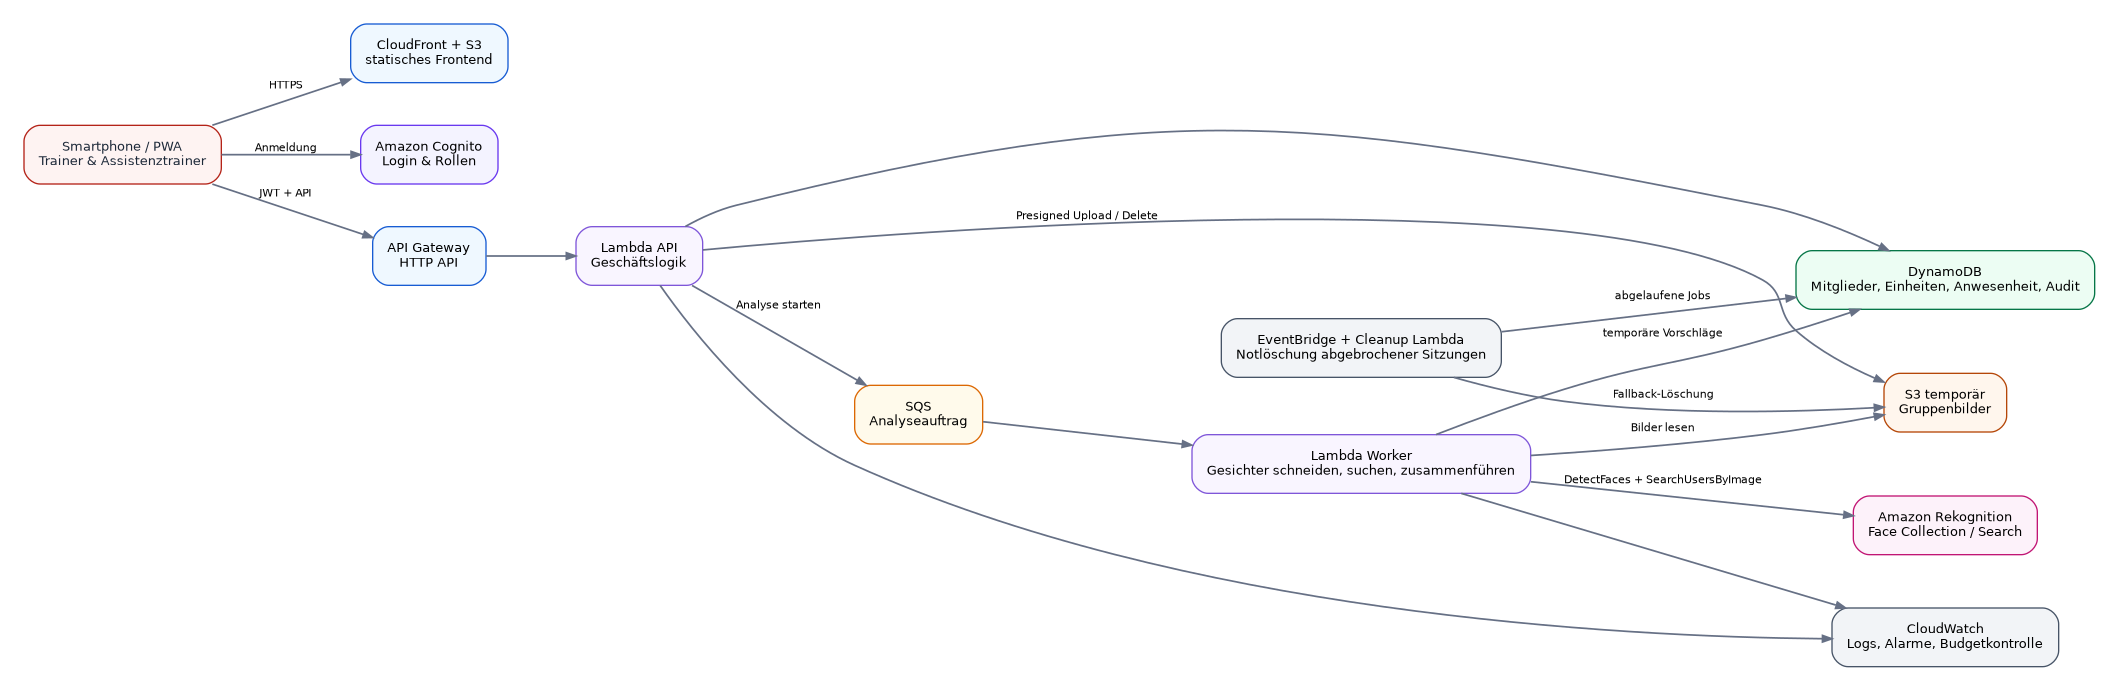 CloudFront + S3
statisches Frontend
HTTPS
Smartphone / PWA
Trainer & Assistenztrainer
Anmeldung
Amazon Cognito
Login & Rollen
JWT + API
API Gateway
HTTP API
Lambda API
Geschäftslogik
Presigned Upload / Delete
Analyse starten
SQS
Analyseauftrag
EventBridge + Cleanup Lambda
Notlöschung abgebrochener Sitzungen
abgelaufene Jobs
temporäre Vorschläge
Fallback-Löschung
Bilder lesen
Lambda Worker
Gesichter schneiden, suchen, zusammenführen
DetectFaces + SearchUsersByImage
DynamoDB
Mitglieder, Einheiten, Anwesenheit, Audit
S3 temporär
Gruppenbilder
Amazon Rekognition
Face Collection / Search
CloudWatch
Logs, Alarme, Budgetkontrolle